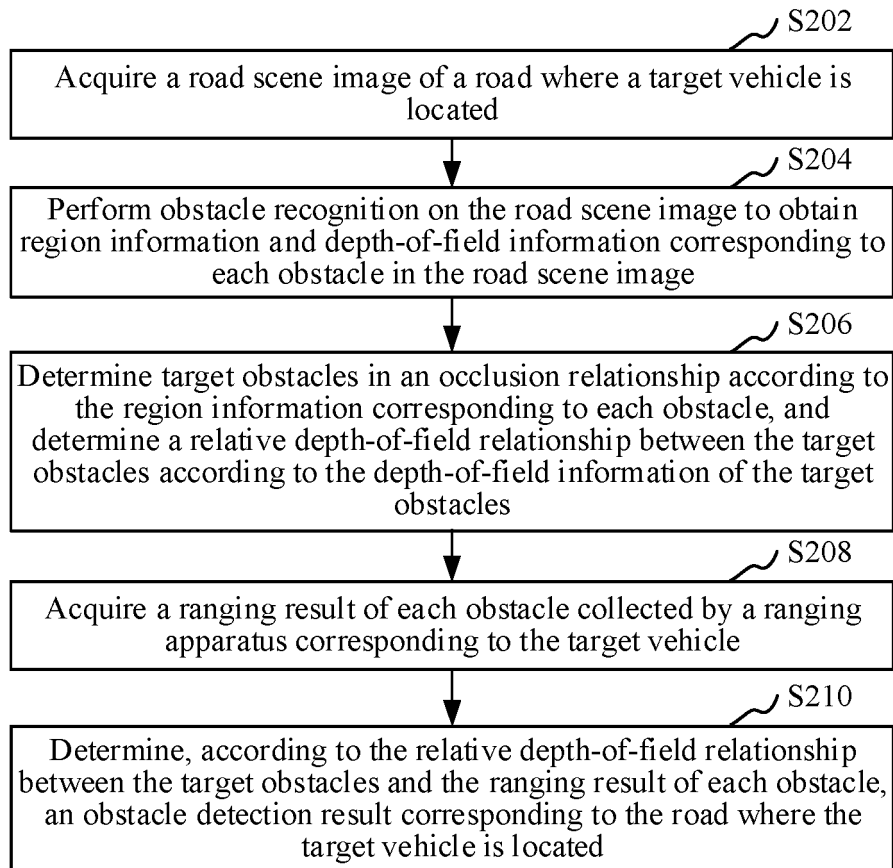 S202
Acquire a road scene image of a road where a target vehicle is
located
S204
Perform obstacle recognition on the road scene image to obtain
region information and depth-of-field information corresponding to
each obstacle in the road scene image
S206
Determine target obstacles in an occlusion relationship according to
the region information corresponding to each obstacle, and
determine a relative depth-of-field relationship between the target
obstacles according to the depth-of-field information of the target
obstacles
S208
Acquire a ranging result of each obstacle collected by a ranging
apparatus corresponding to the target vehicle
S210
Determine, according to the relative depth-of-field relationship
between the target obstacles and the ranging result of each obstacle,
an obstacle detection result corresponding to the road where the
target vehicle is located